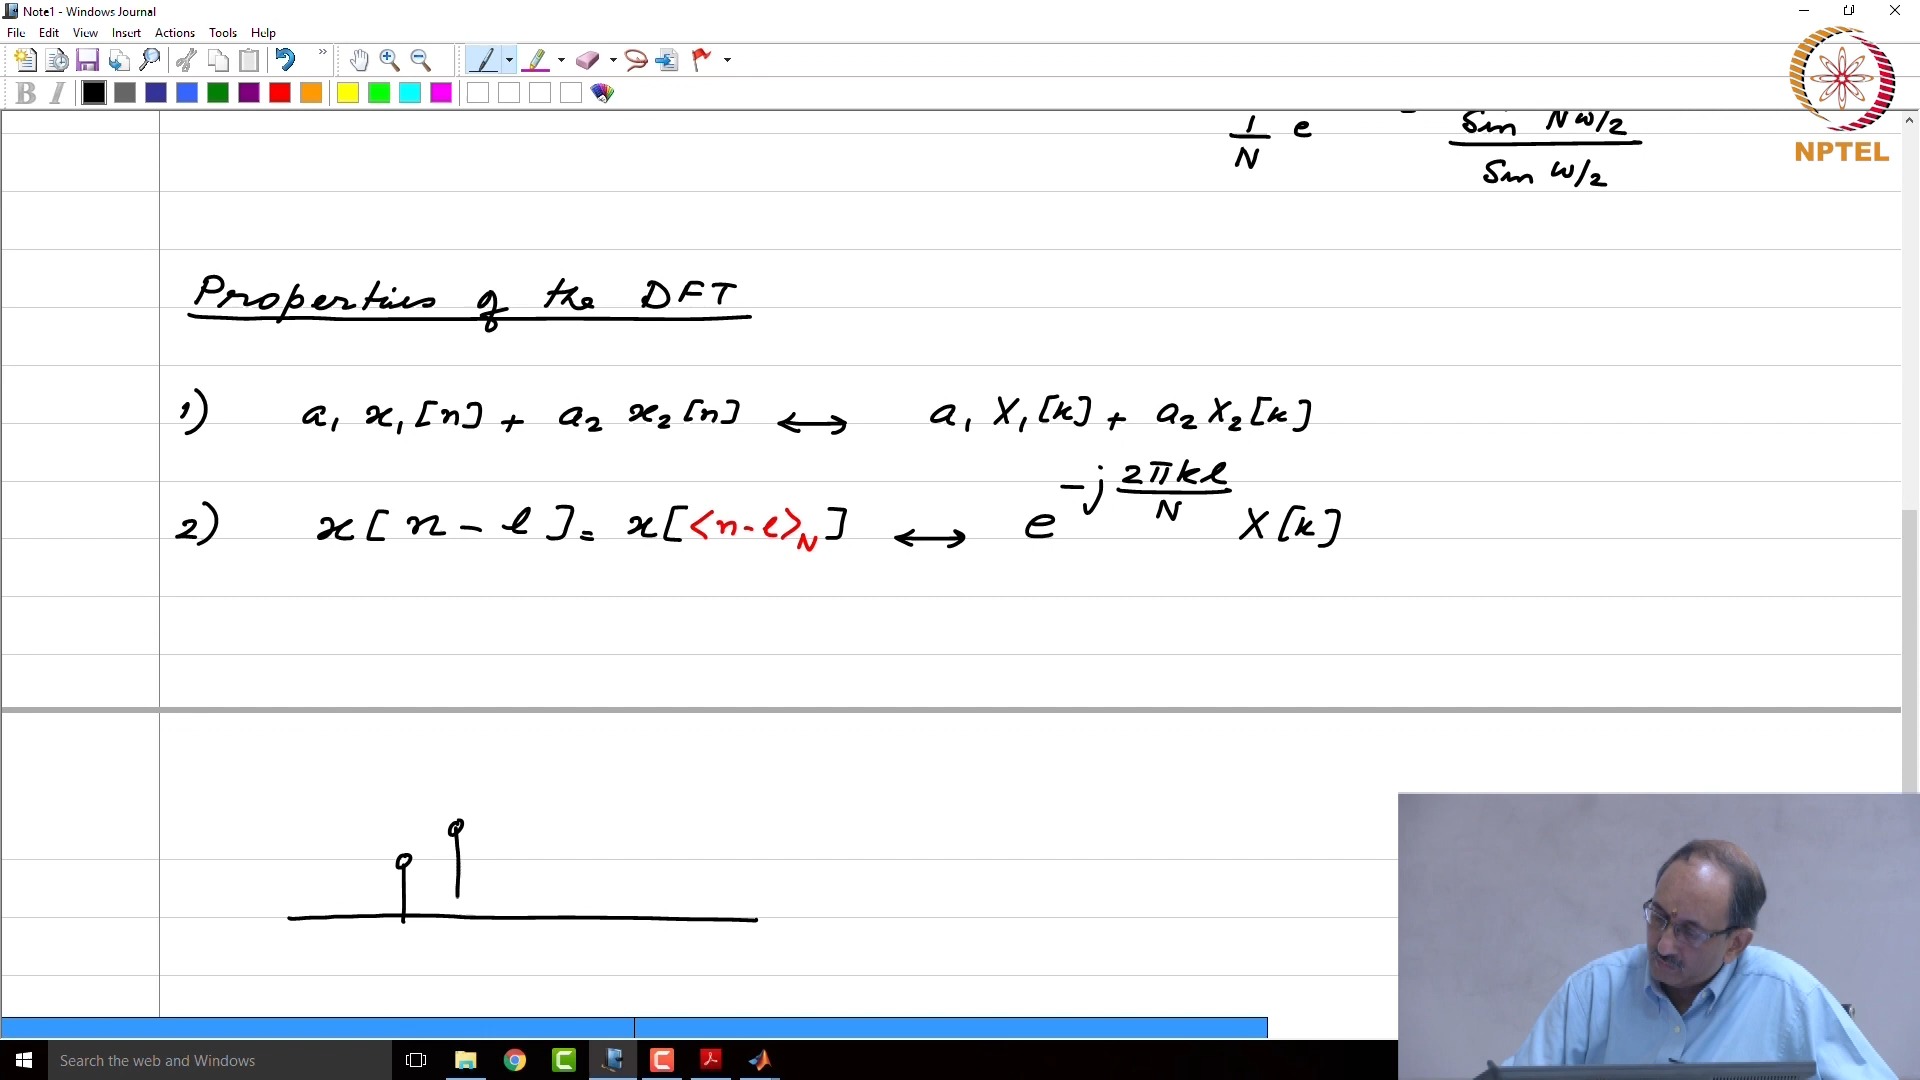 Note1 - Windows Journal
File Edit View Insert Actions Tools Help
B I
1/N e sin Nω/2 / sin ω/2
NPTEL
Properties of the DFT
1) a₁ x₁[n] + a₂ x₂[n] ⟷ a₁ X₁[k] + a₂ X₂[k]
2) x[n - l] = x[<n-l>_N] ⟷ e^{-j 2πkl/N} X[k]
Search the web and Windows